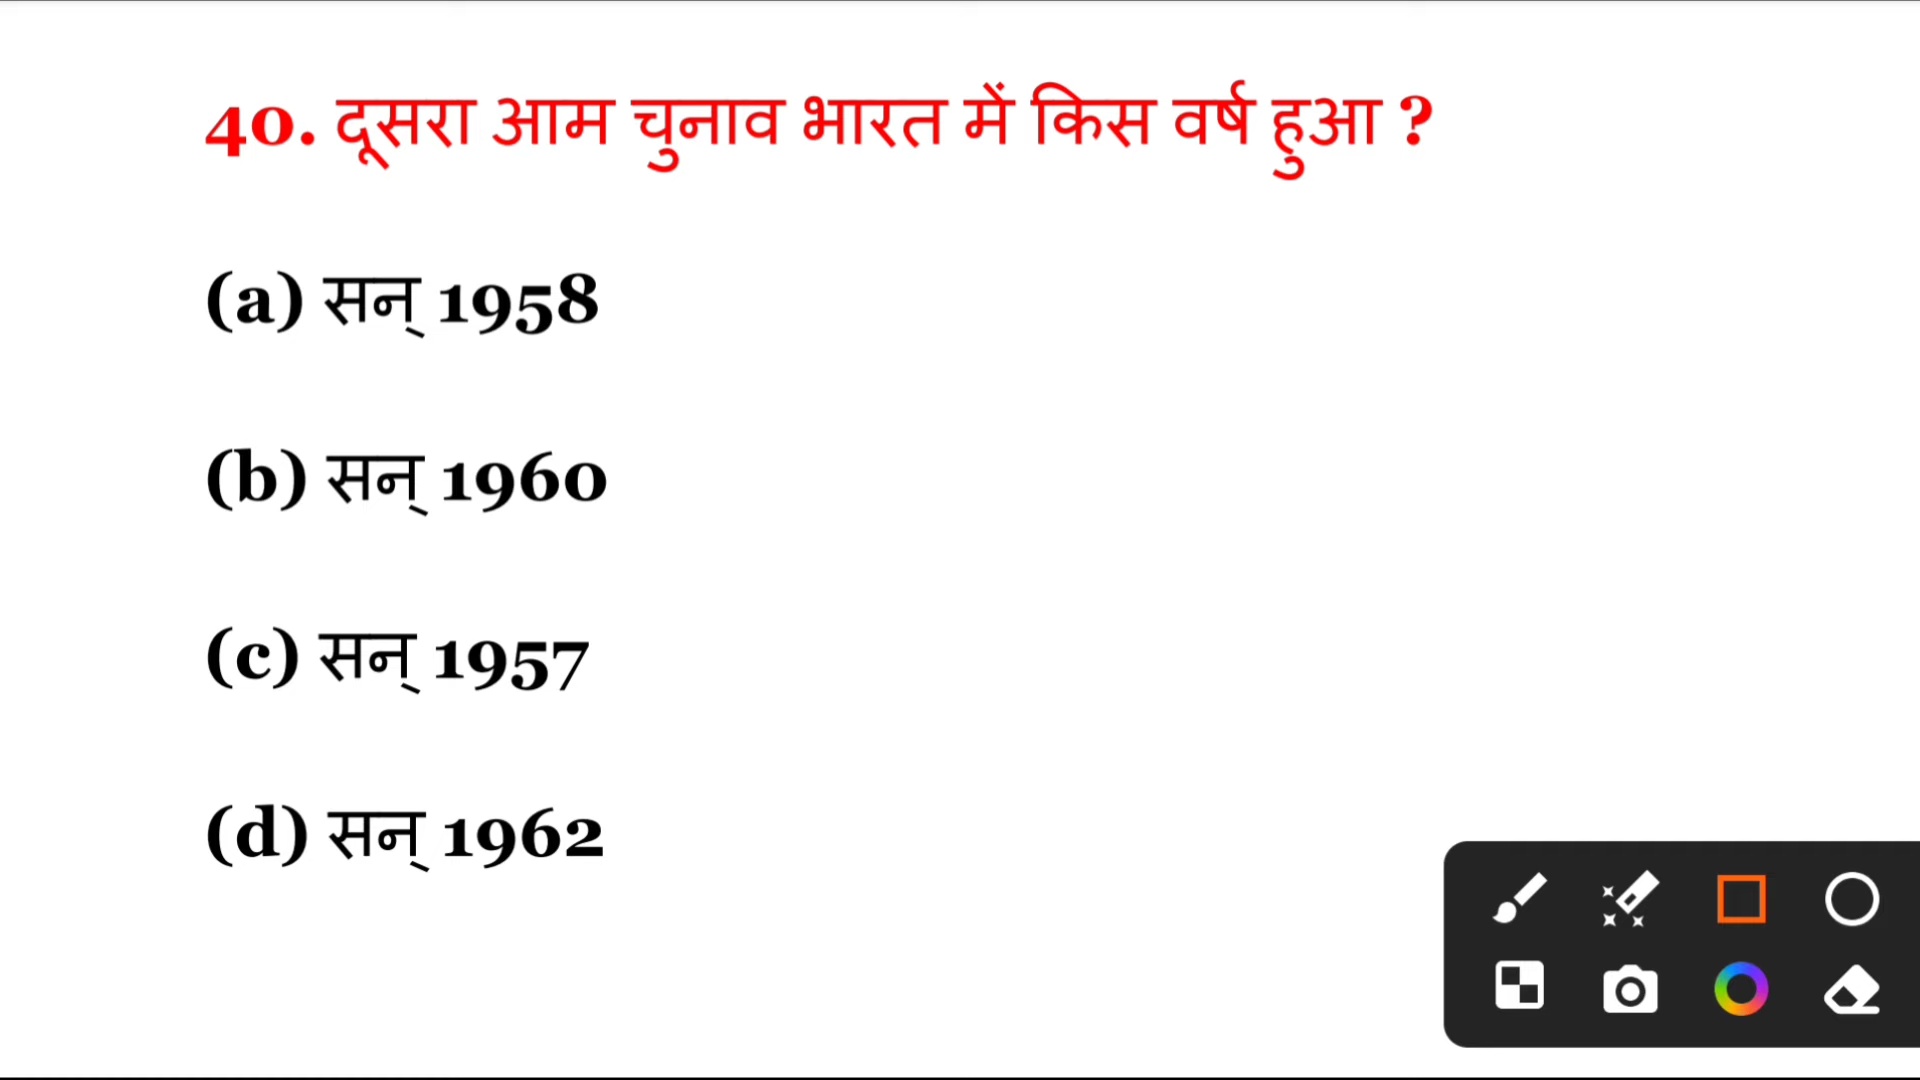 40. दूसरा आम चुनाव भारत में किस वर्ष हुआ ?
(a) सन् 1958
(b) सन् 1960
(c) सन् 1957
(d) सन् 1962